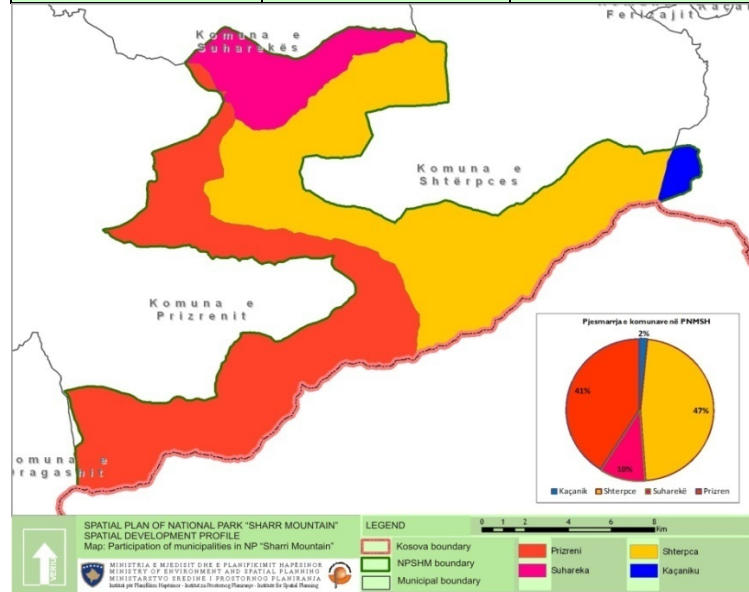 Ferizajit
Komuna e
Suharekës
Komuna e
Shtërpces
Komuna e
Prizrenit
Pjesmarrja e komunave në PNMSH
2%
41%
47%
10%
Kaçanik Shterpce Suharekë Prizren
SPATIAL PLAN OF NATIONAL PARK "SHARR MOUNTAIN"
SPATIAL DEVELOPMENT PROFILE
Map: Participation of municipalities in NP "Sharri Mountain"
MINISTRIA E MJEDISIT DHE E PLANIFIKIMIT HAPËSINOR
MINISTRY OF ENVIRONMENT AND SPATIAL PLANNING
MINISTARSTVO SREDINE I PROSTORNOG PLANIRANJA
LEGEND
0 1 2 4 6 8
Km
Kosova boundary
NPSHM boundary
Municipal boundary
Prizreni
Shterpca
Suhareka
Kaçaniku